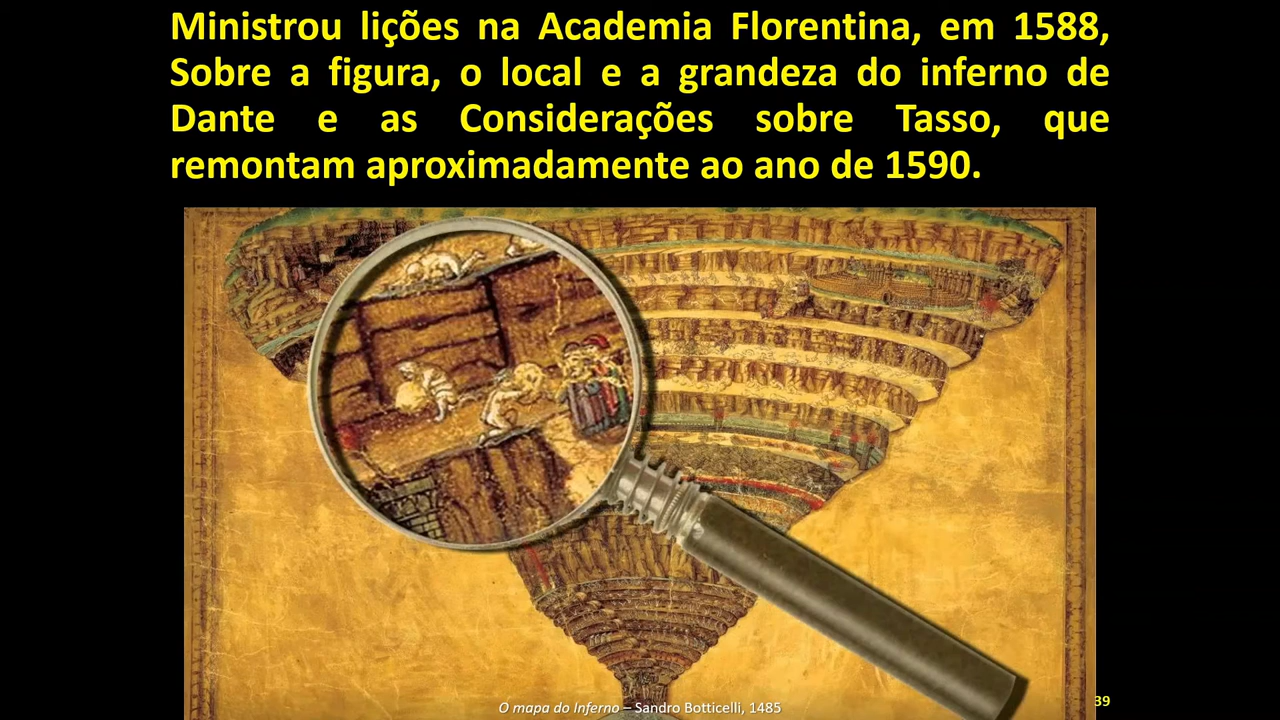 Ministrou lições na Academia Florentina, em 1588,
Sobre a figura, o local e a grandeza do inferno de
Dante e as Considerações sobre Tasso, que
remontam aproximadamente ao ano de 1590.
O mapa do Inferno – Sandro Botticelli, 1485
39